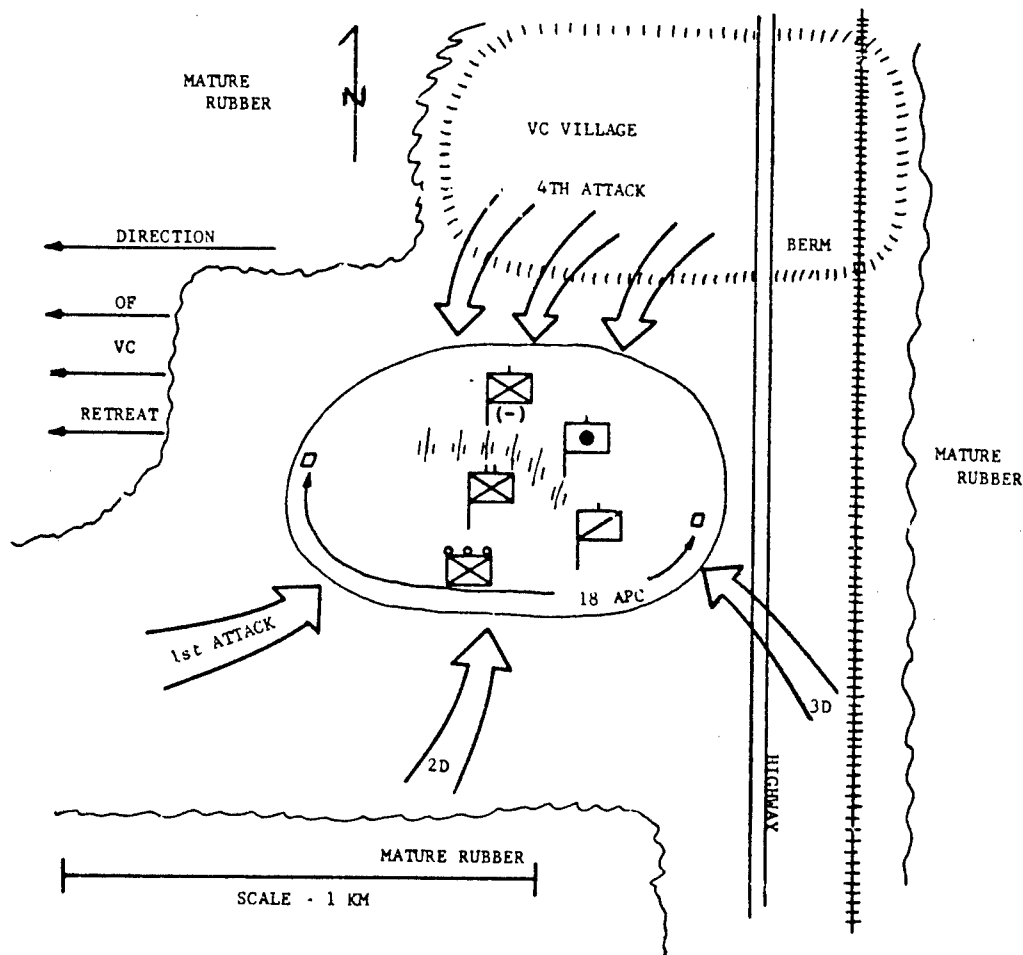 MATURE
RUBBER
N
VC VILLAGE
4TH ATTACK
DIRECTION
BERM
OF
VC
RETREAT
(-)
MATURE
RUBBER
18 APC
1st ATTACK
3D
2D
HIGHWAY
MATURE RUBBER
SCALE - 1 KM